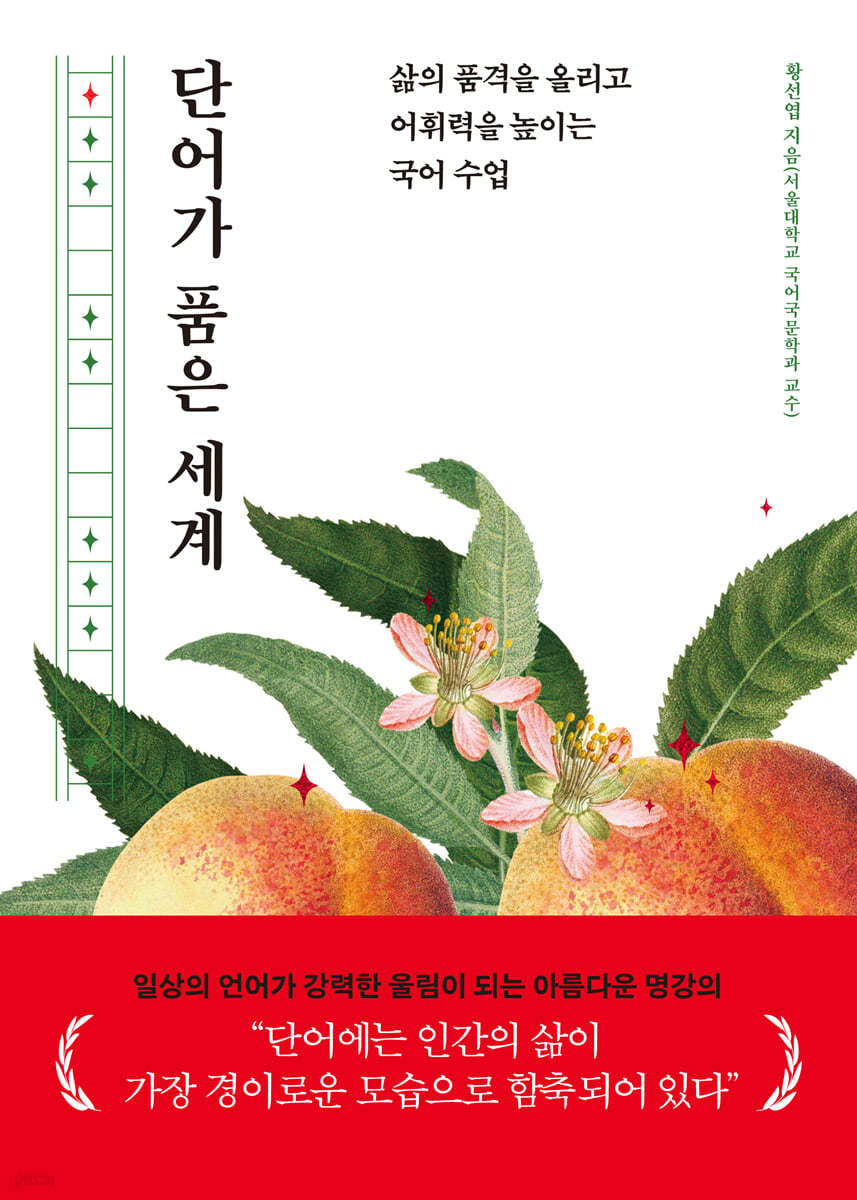 단어가 품은 세계
삶의 품격을 올리고
어휘력을 높이는
국어 수업
황선엽 지음(서울대학교 국어국문학과 교수)
일상의 언어가 강력한 울림이 되는 아름다운 명강의
“단어에는 인간의 삶이
가장 경이로운 모습으로 함축되어 있다”